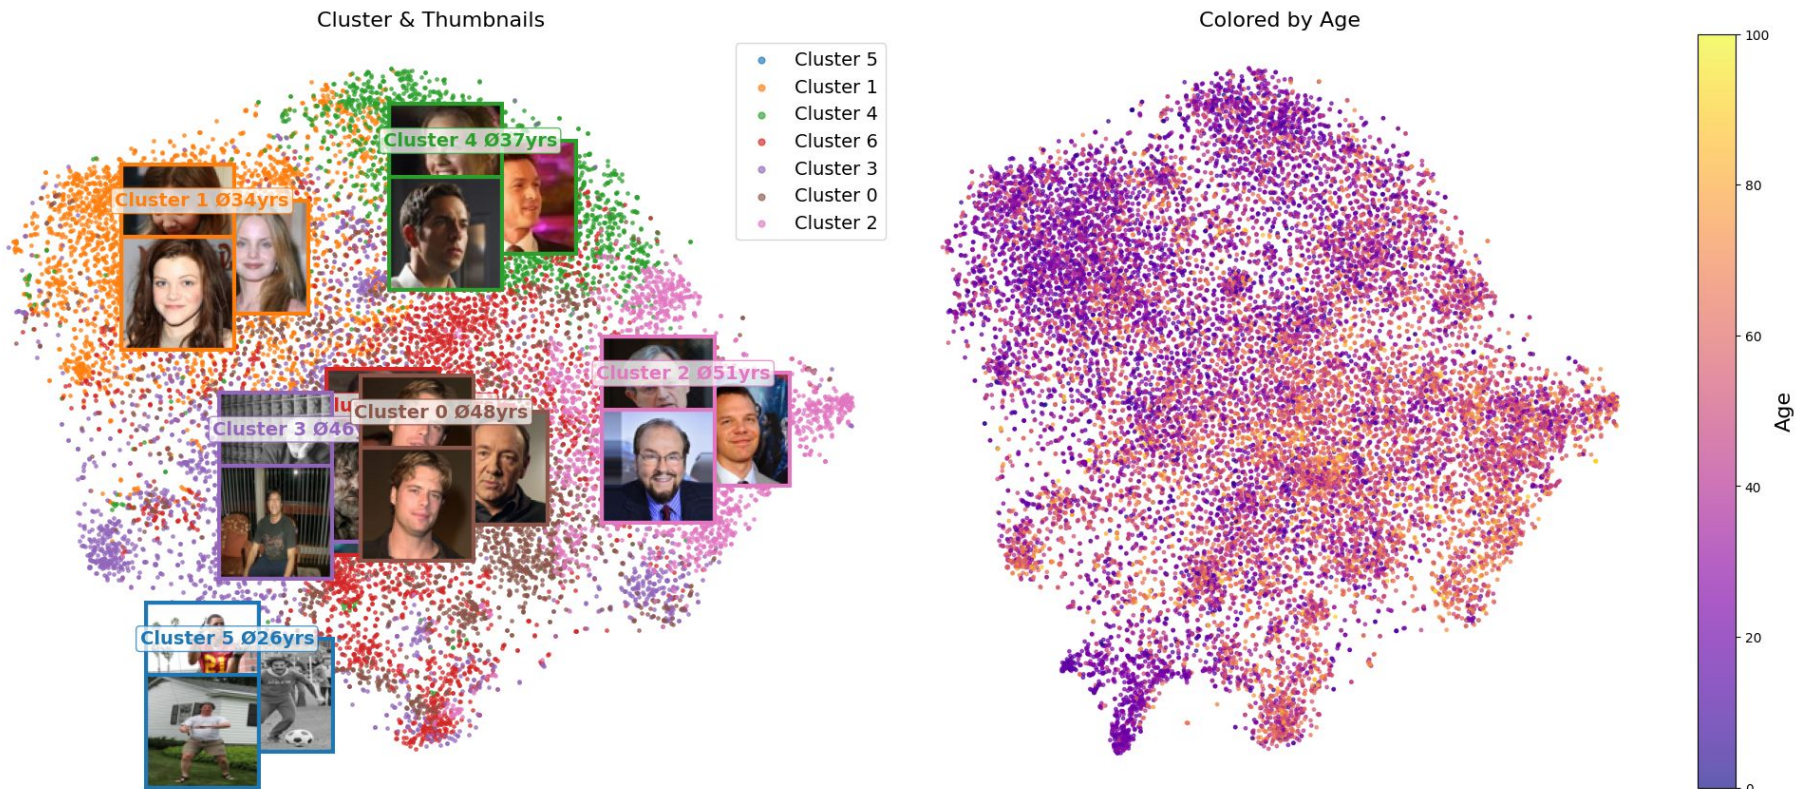 Cluster & Thumbnails
Cluster 5
Cluster 1
Cluster 4
Cluster 6
Cluster 3
Cluster 0
Cluster 2
Cluster 4 Ø37yrs
Cluster 1 Ø34yrs
Cluster 2 Ø51yrs
Cluster 0 Ø48yrs
Cluster 3 Ø46
Cluster 5 Ø26yrs
21
Colored by Age
100
80
60
40
20
0
Age